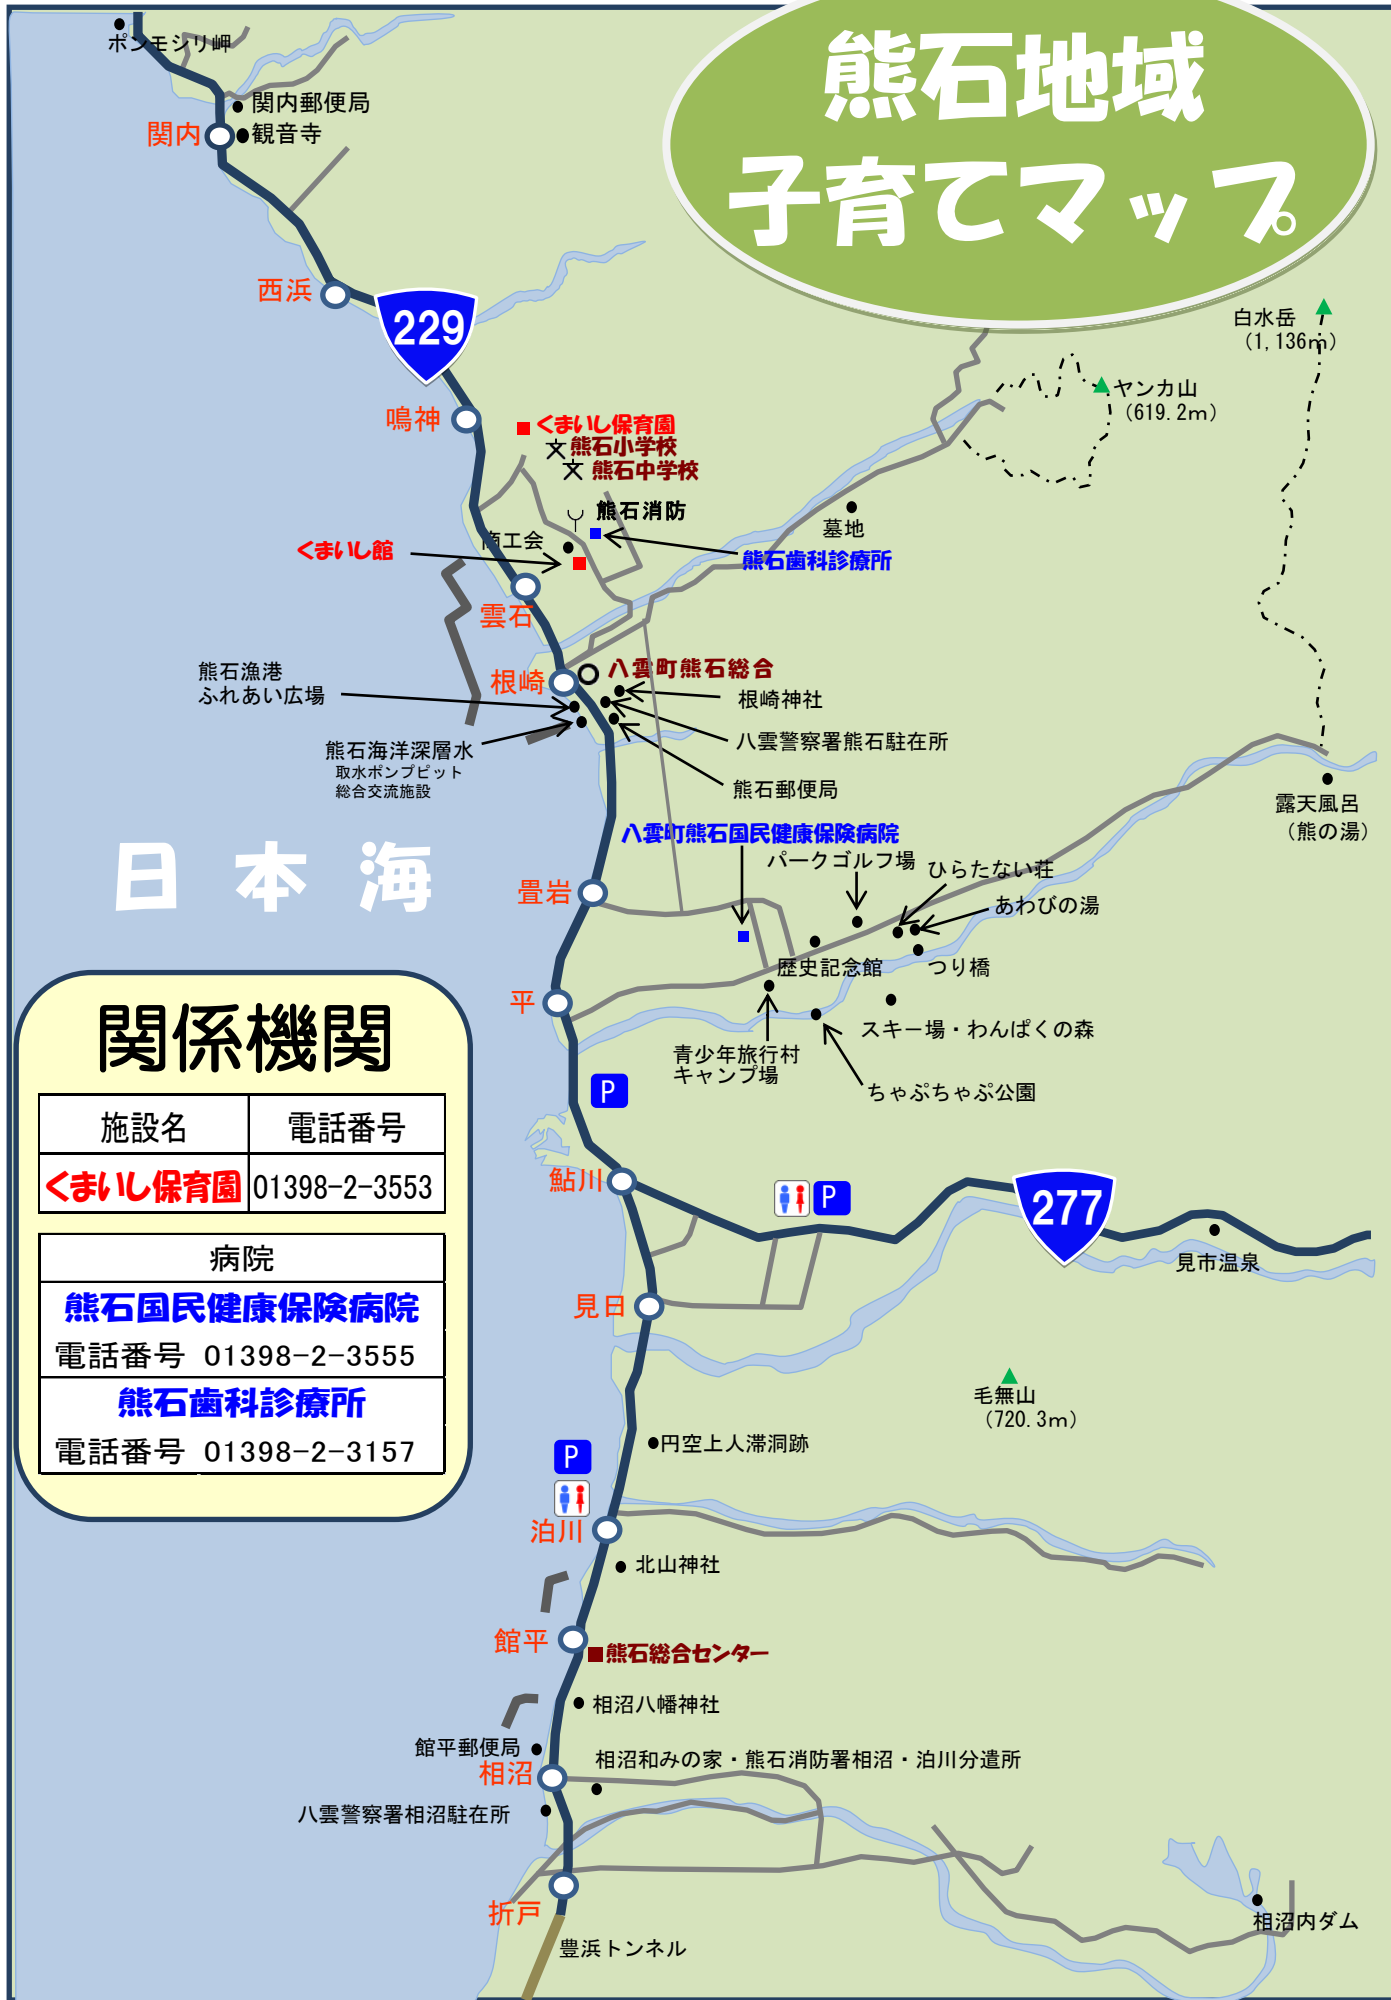 熊石地域
子育てマップ
ポンモシリ岬
関内郵便局
関内
観音寺
西浜
229
白水岳
（1,136m）
ヤンカ山
（619.2m）
鳴神
くまいし保育園
熊石小学校
熊石中学校
熊石消防
墓地
商工会
くまいし館
熊石歯科診療所
雲石
熊石漁港
ふれあい広場
根崎
八雲町熊石総合
根崎神社
八雲警察署熊石駐在所
熊石海洋深層水
取水ポンプピット
総合交流施設
熊石郵便局
露天風呂
（熊の湯）
八雲町熊石国民健康保険病院
日本海
パークゴルフ場
ひらたない荘
畳岩
あわびの湯
歴史記念館
つり橋
平
スキー場・わんぱくの森
青少年旅行村
キャンプ場
ちゃぷちゃぷ公園
P
関係機関
施設名 電話番号
くまいし保育園 01398-2-3553
病院
熊石国民健康保険病院
電話番号 01398-2-3555
熊石歯科診療所
電話番号 01398-2-3157
鮎川
P
277
見市温泉
見日
毛無山
（720.3m）
円空上人滞洞跡
P
泊川
北山神社
館平
熊石総合センター
相沼八幡神社
館平郵便局
相沼
相沼和みの家・熊石消防署相沼・泊川分遣所
八雲警察署相沼駐在所
折戸
相沼内ダム
豊浜トンネル